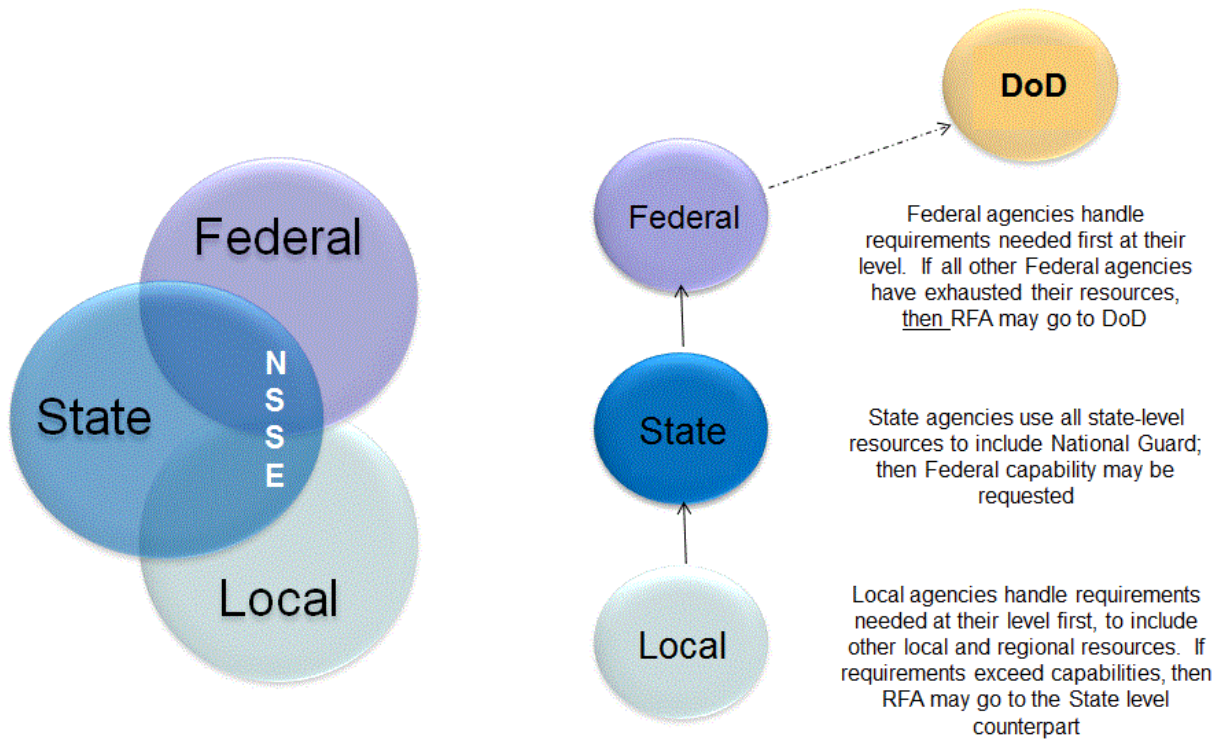 Federal
State
N
S
S
E
Local
DoD
Federal
Federal agencies handle
requirements needed first at their
level.  If all other Federal agencies
have exhausted their resources,
then RFA may go to DoD
State
State agencies use all state-level
resources to include National Guard;
then Federal capability may be
requested
Local
Local agencies handle requirements
needed at their level first, to include
other local and regional resources.  If
requirements exceed capabilities, then
RFA may go to the State level
counterpart